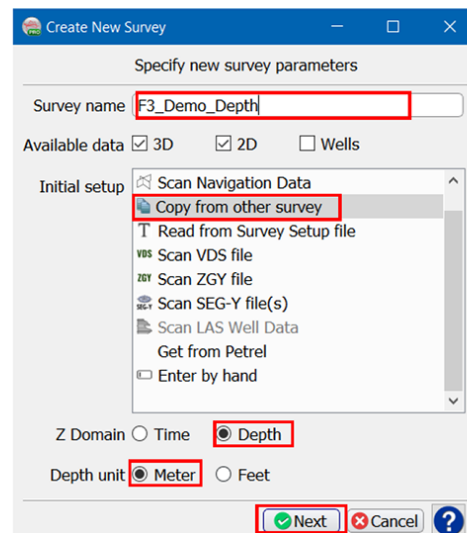 Create New Survey
Specify new survey parameters
Survey name F3_Demo_Depth
Available data 3D 2D Wells
Initial setup Scan Navigation Data
Copy from other survey
T Read from Survey Setup file
VDS Scan VDS file
ZGY Scan ZGY file
SEG-Y Scan SEG-Y file(s)
Scan LAS Well Data
Get from Petrel
Enter by hand
Z Domain Time Depth
Depth unit Meter Feet
Next Cancel ?